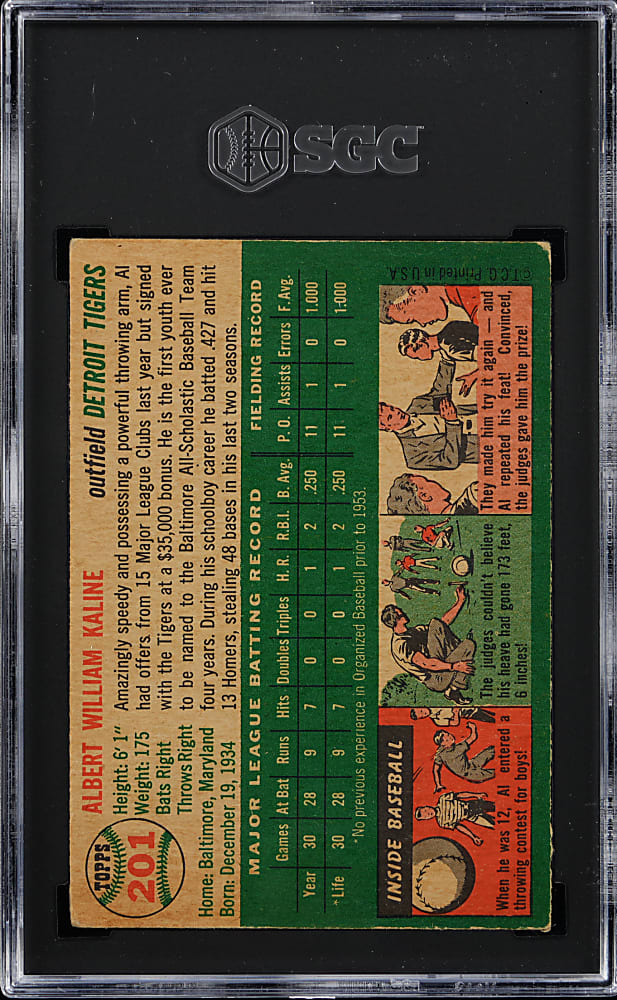 SGC
TOPPS
201
ALBERT WILLIAM KALINE
outfield DETROIT TIGERS
Height: 6' 1"
Weight: 175
Bats Right
Throws Right
Home: Baltimore, Maryland
Born: December 19, 1934
Amazingly speedy and possessing a powerful throwing arm, Al
had offers from 15 Major League Clubs last year but signed
with the Tigers at a $35,000 bonus. He is the first youth ever
to be named to the Baltimore All-Scholastic Baseball Team
four years. During his schoolboy career he batted .427 and hit
13 Homers, stealing 48 bases in his last two seasons.
MAJOR LEAGUE BATTING RECORD FIELDING RECORD
Games At Bat Runs Hits Doubles Triples H.R. R.B.I. B. Avg. P.O. Assists Errors F. Avg.
Year 30 28 9 7 0 0 1 2 .250 11 1 0 1.000
*Life 30 28 9 7 0 0 1 2 .250 11 1 0 1.000
*No previous experience in Organized Baseball prior to 1953.
INSIDE BASEBALL
When he was 12, Al entered a
throwing contest for boys!
The judges couldn't believe
his heave had gone 173 feet,
6 inches!
They made him try it again — and
Al repeated his feat! Convinced,
the judges gave him the prize!
©T.C.G. Printed in U.S.A.